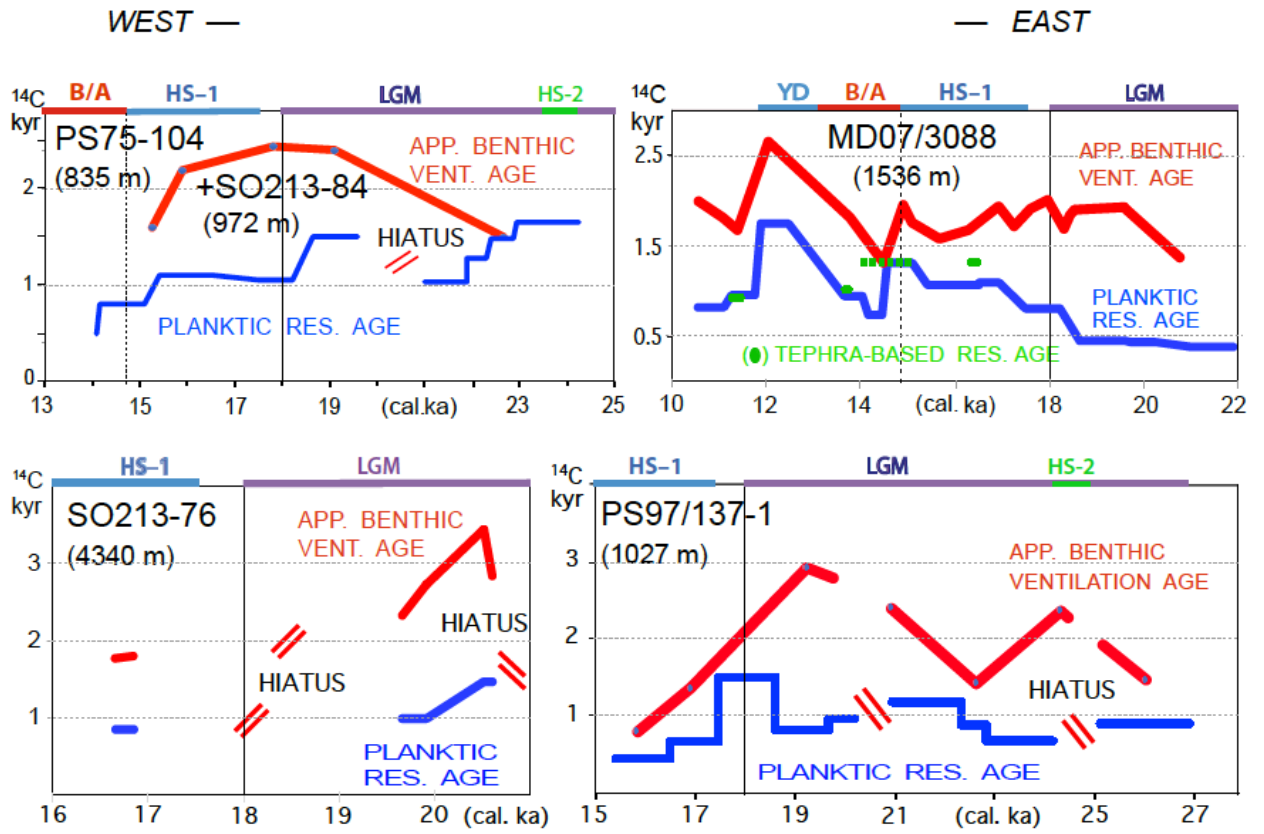 WEST —
— EAST
B/A HS–1 LGM HS-2
14C
kyr
PS75-104
(835 m)
+SO213-84
(972 m)
APP. BENTHIC
VENT. AGE
HIATUS
PLANKTIC RES. AGE
2
1
0
13 15 17 19 (cal.ka) 23 25
YD B/A HS–1 LGM
14C
kyr
MD07/3088
(1536 m)
APP. BENTHIC
VENT. AGE
PLANKTIC
RES. AGE
(●) TEPHRA-BASED RES. AGE
2.5
1.5
0.5
10 12 14 (cal. ka) 18 20 22
HS–1 LGM
14C
kyr
SO213-76
(4340 m)
APP. BENTHIC
VENT. AGE
HIATUS
HIATUS
PLANKTIC
RES. AGE
3
2
1
16 17 18 19 20 (cal. ka)
HS–1 LGM HS-2
14C
kyr
PS97/137-1
(1027 m)
APP. BENTHIC
VENTILATION AGE
HIATUS
PLANKTIC RES. AGE
3
2
1
15 17 19 21 (cal. ka) 25 27